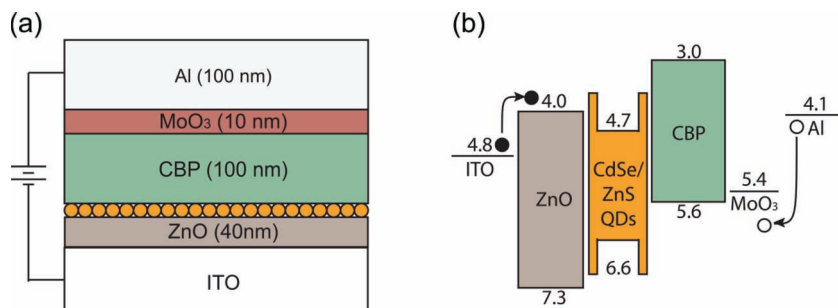 (a)
Al (100 nm)
MoO₃ (10 nm)
CBP (100 nm)
ZnO (40nm)
ITO
(b)
3.0
4.0
4.7
4.1
4.8
CBP
Al
ITO
CdSe/
ZnS
QDs
ZnO
5.4
MoO₃
5.6
6.6
7.3